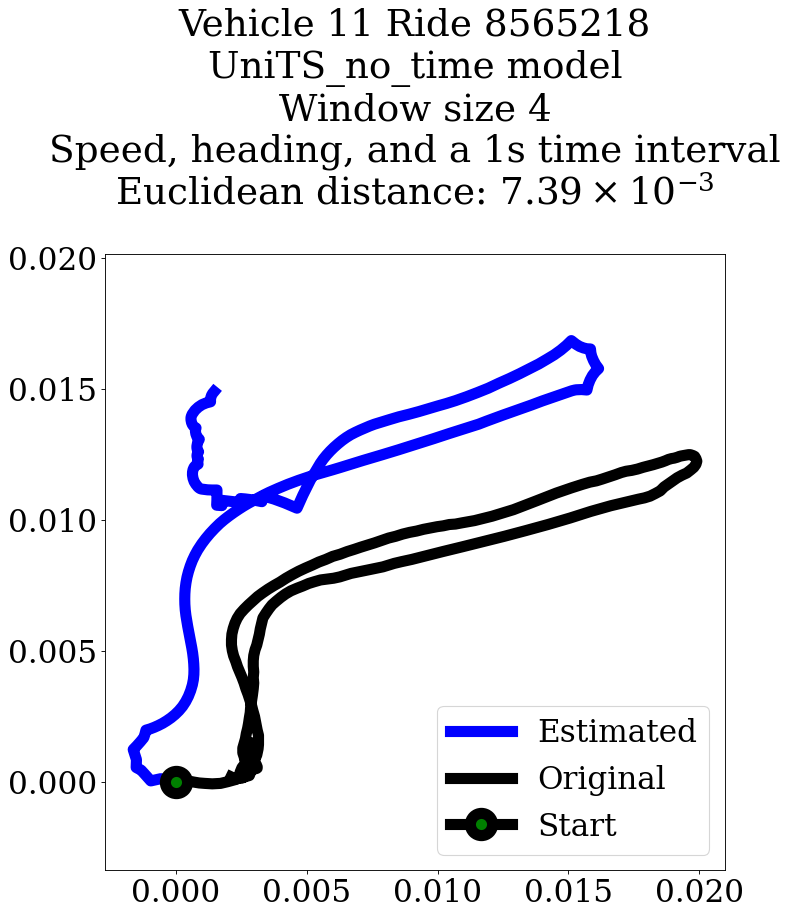 Vehicle 11 Ride 8565218
UniTS_no_time model
Window size 4
Speed, heading, and a 1s time interval
Euclidean distance: 7.39 × 10⁻³
0.020
0.015
0.010
0.005
0.000
Estimated
Original
Start
0.000 0.005 0.010 0.015 0.020